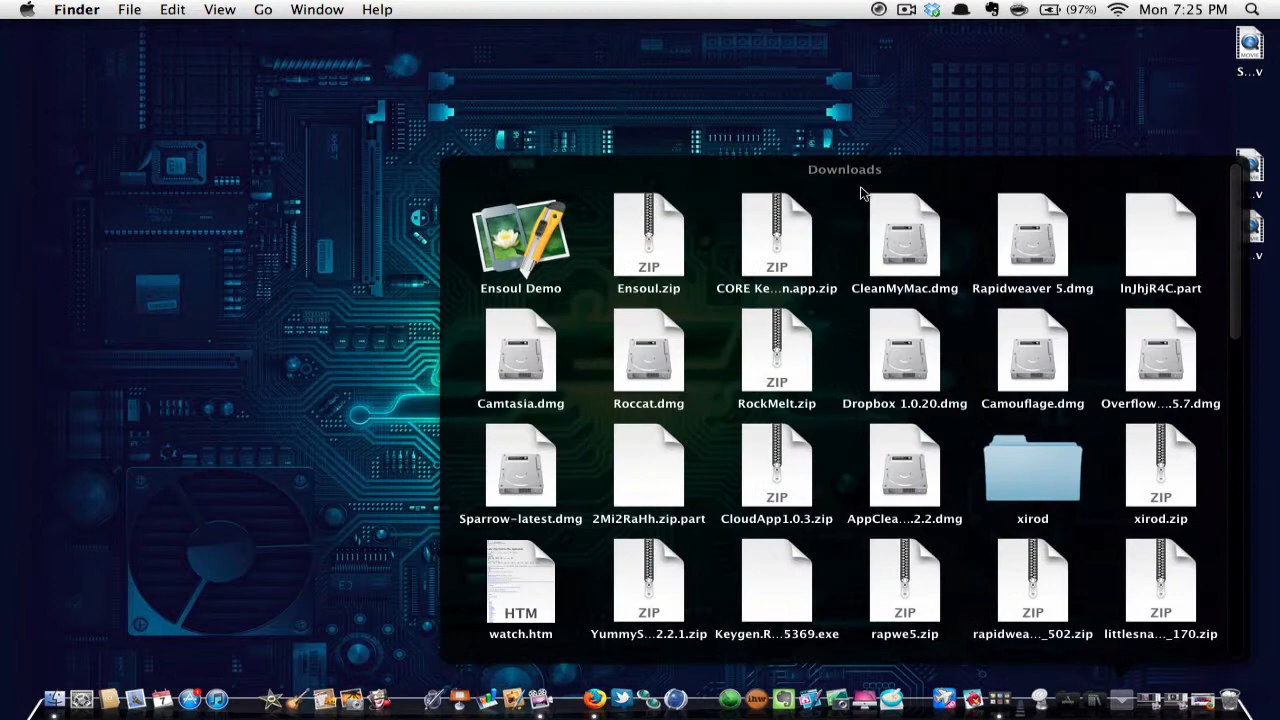 Finder File Edit View Go Window Help (97%) Mon 7:25 PM
MOVIE
S...v
Downloads
...v
ZIP ZIP
Ensoul Demo Ensoul.zip CORE Ke...n.app.zip CleanMyMac.dmg Rapidweaver 5.dmg InJhjR4C.part
...v
ZIP
Camtasia.dmg Roccat.dmg RockMelt.zip Dropbox 1.0.20.dmg Camouflage.dmg Overflow....5.7.dmg
ZIP ZIP
Sparrow-latest.dmg 2Mi2RaHh.zip.part CloudApp1.0.3.zip AppClea....2.2.dmg xirod xirod.zip
HTM ZIP ZIP ZIP ZIP
watch.htm YummyS...2.2.1.zip Keygen.R...5369.exe rapwe5.zip rapidwea..._502.zip littlesna..._170.zip
7 ihw